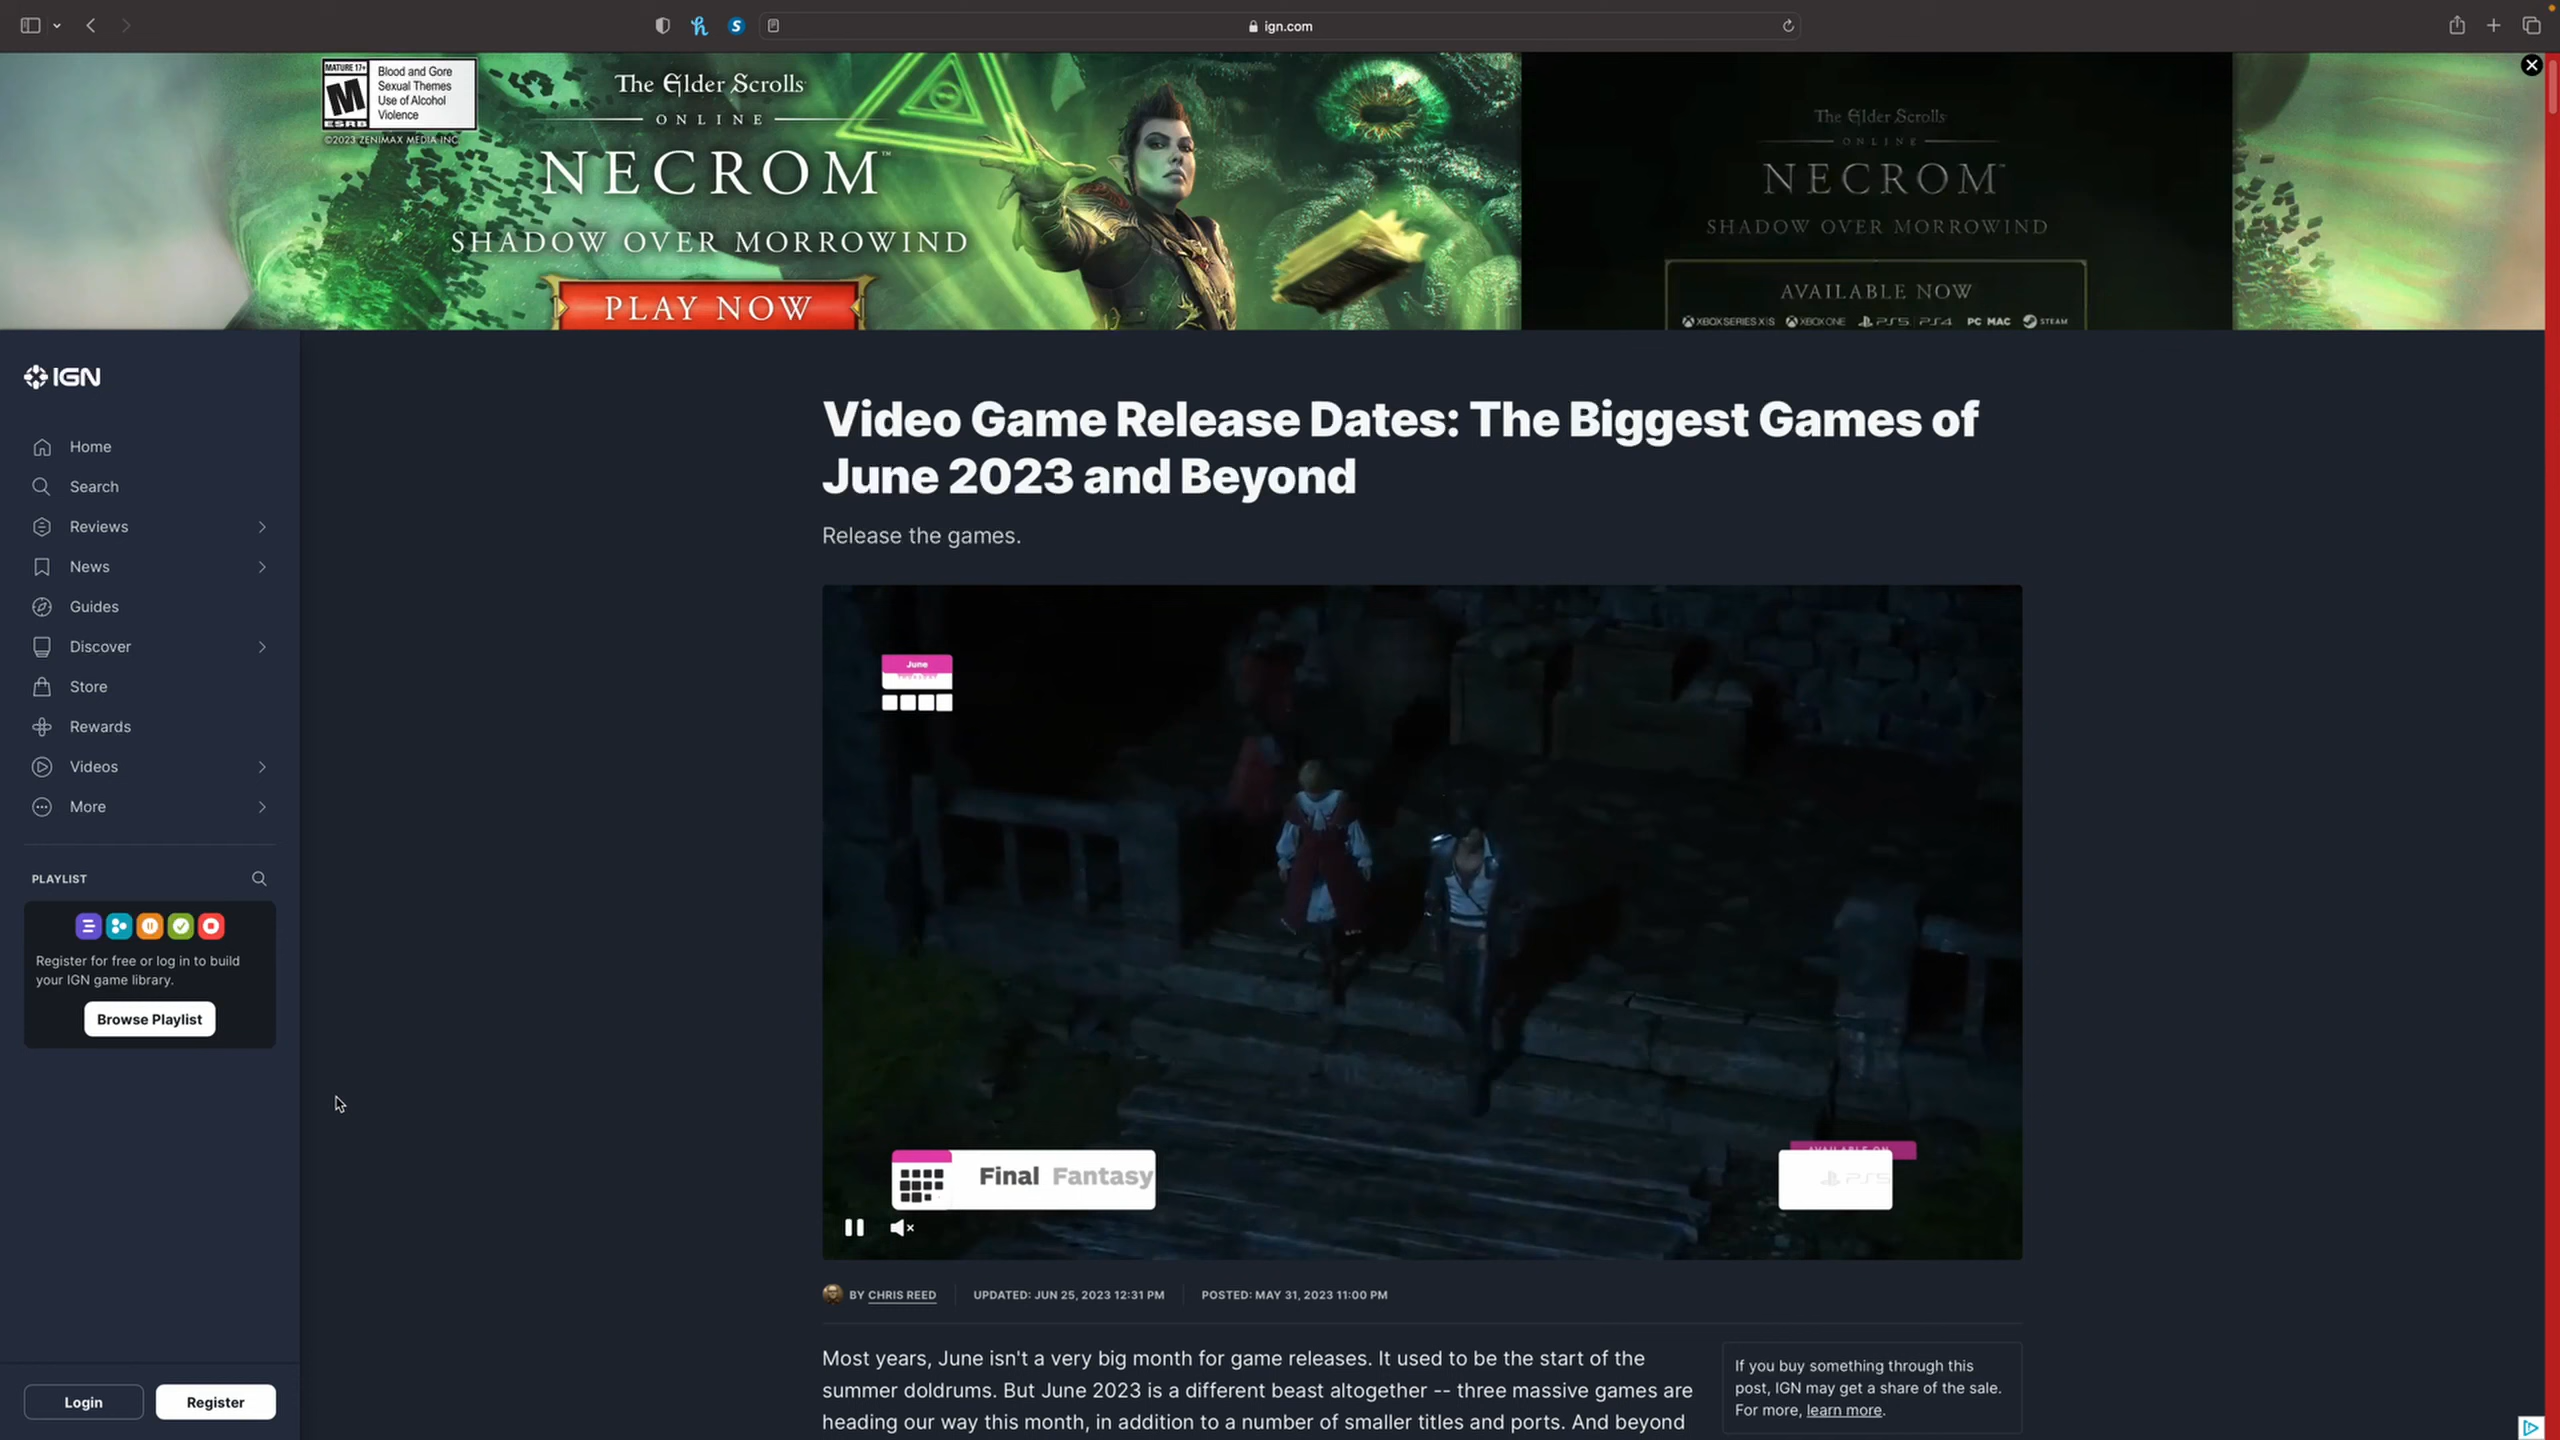 ign.com
MATURE 17+
M
ESRB
Blood and Gore
Sexual Themes
Use of Alcohol
Violence
©2023 ZENIMAX MEDIA INC.
The Elder Scrolls
ONLINE
NECROM™
SHADOW OVER MORROWIND
PLAY NOW
The Elder Scrolls
ONLINE
NECROM™
SHADOW OVER MORROWIND
AVAILABLE NOW
XBOX SERIES X|S XBOX ONE PS5 PS4 PC MAC STEAM
IGN
Home
Search
Reviews
News
Guides
Discover
Store
Rewards
Videos
More
PLAYLIST
Register for free or log in to build
your IGN game library.
Browse Playlist
Login
Register
Video Game Release Dates: The Biggest Games of
June 2023 and Beyond
Release the games.
June
Final Fantasy
AVAILABLE ON
PS5
BY CHRIS REED
UPDATED: JUN 25, 2023 12:31 PM
POSTED: MAY 31, 2023 11:00 PM
Most years, June isn't a very big month for game releases. It used to be the start of the
summer doldrums. But June 2023 is a different beast altogether -- three massive games are
heading our way this month, in addition to a number of smaller titles and ports. And beyond
If you buy something through this
post, IGN may get a share of the sale.
For more, learn more.